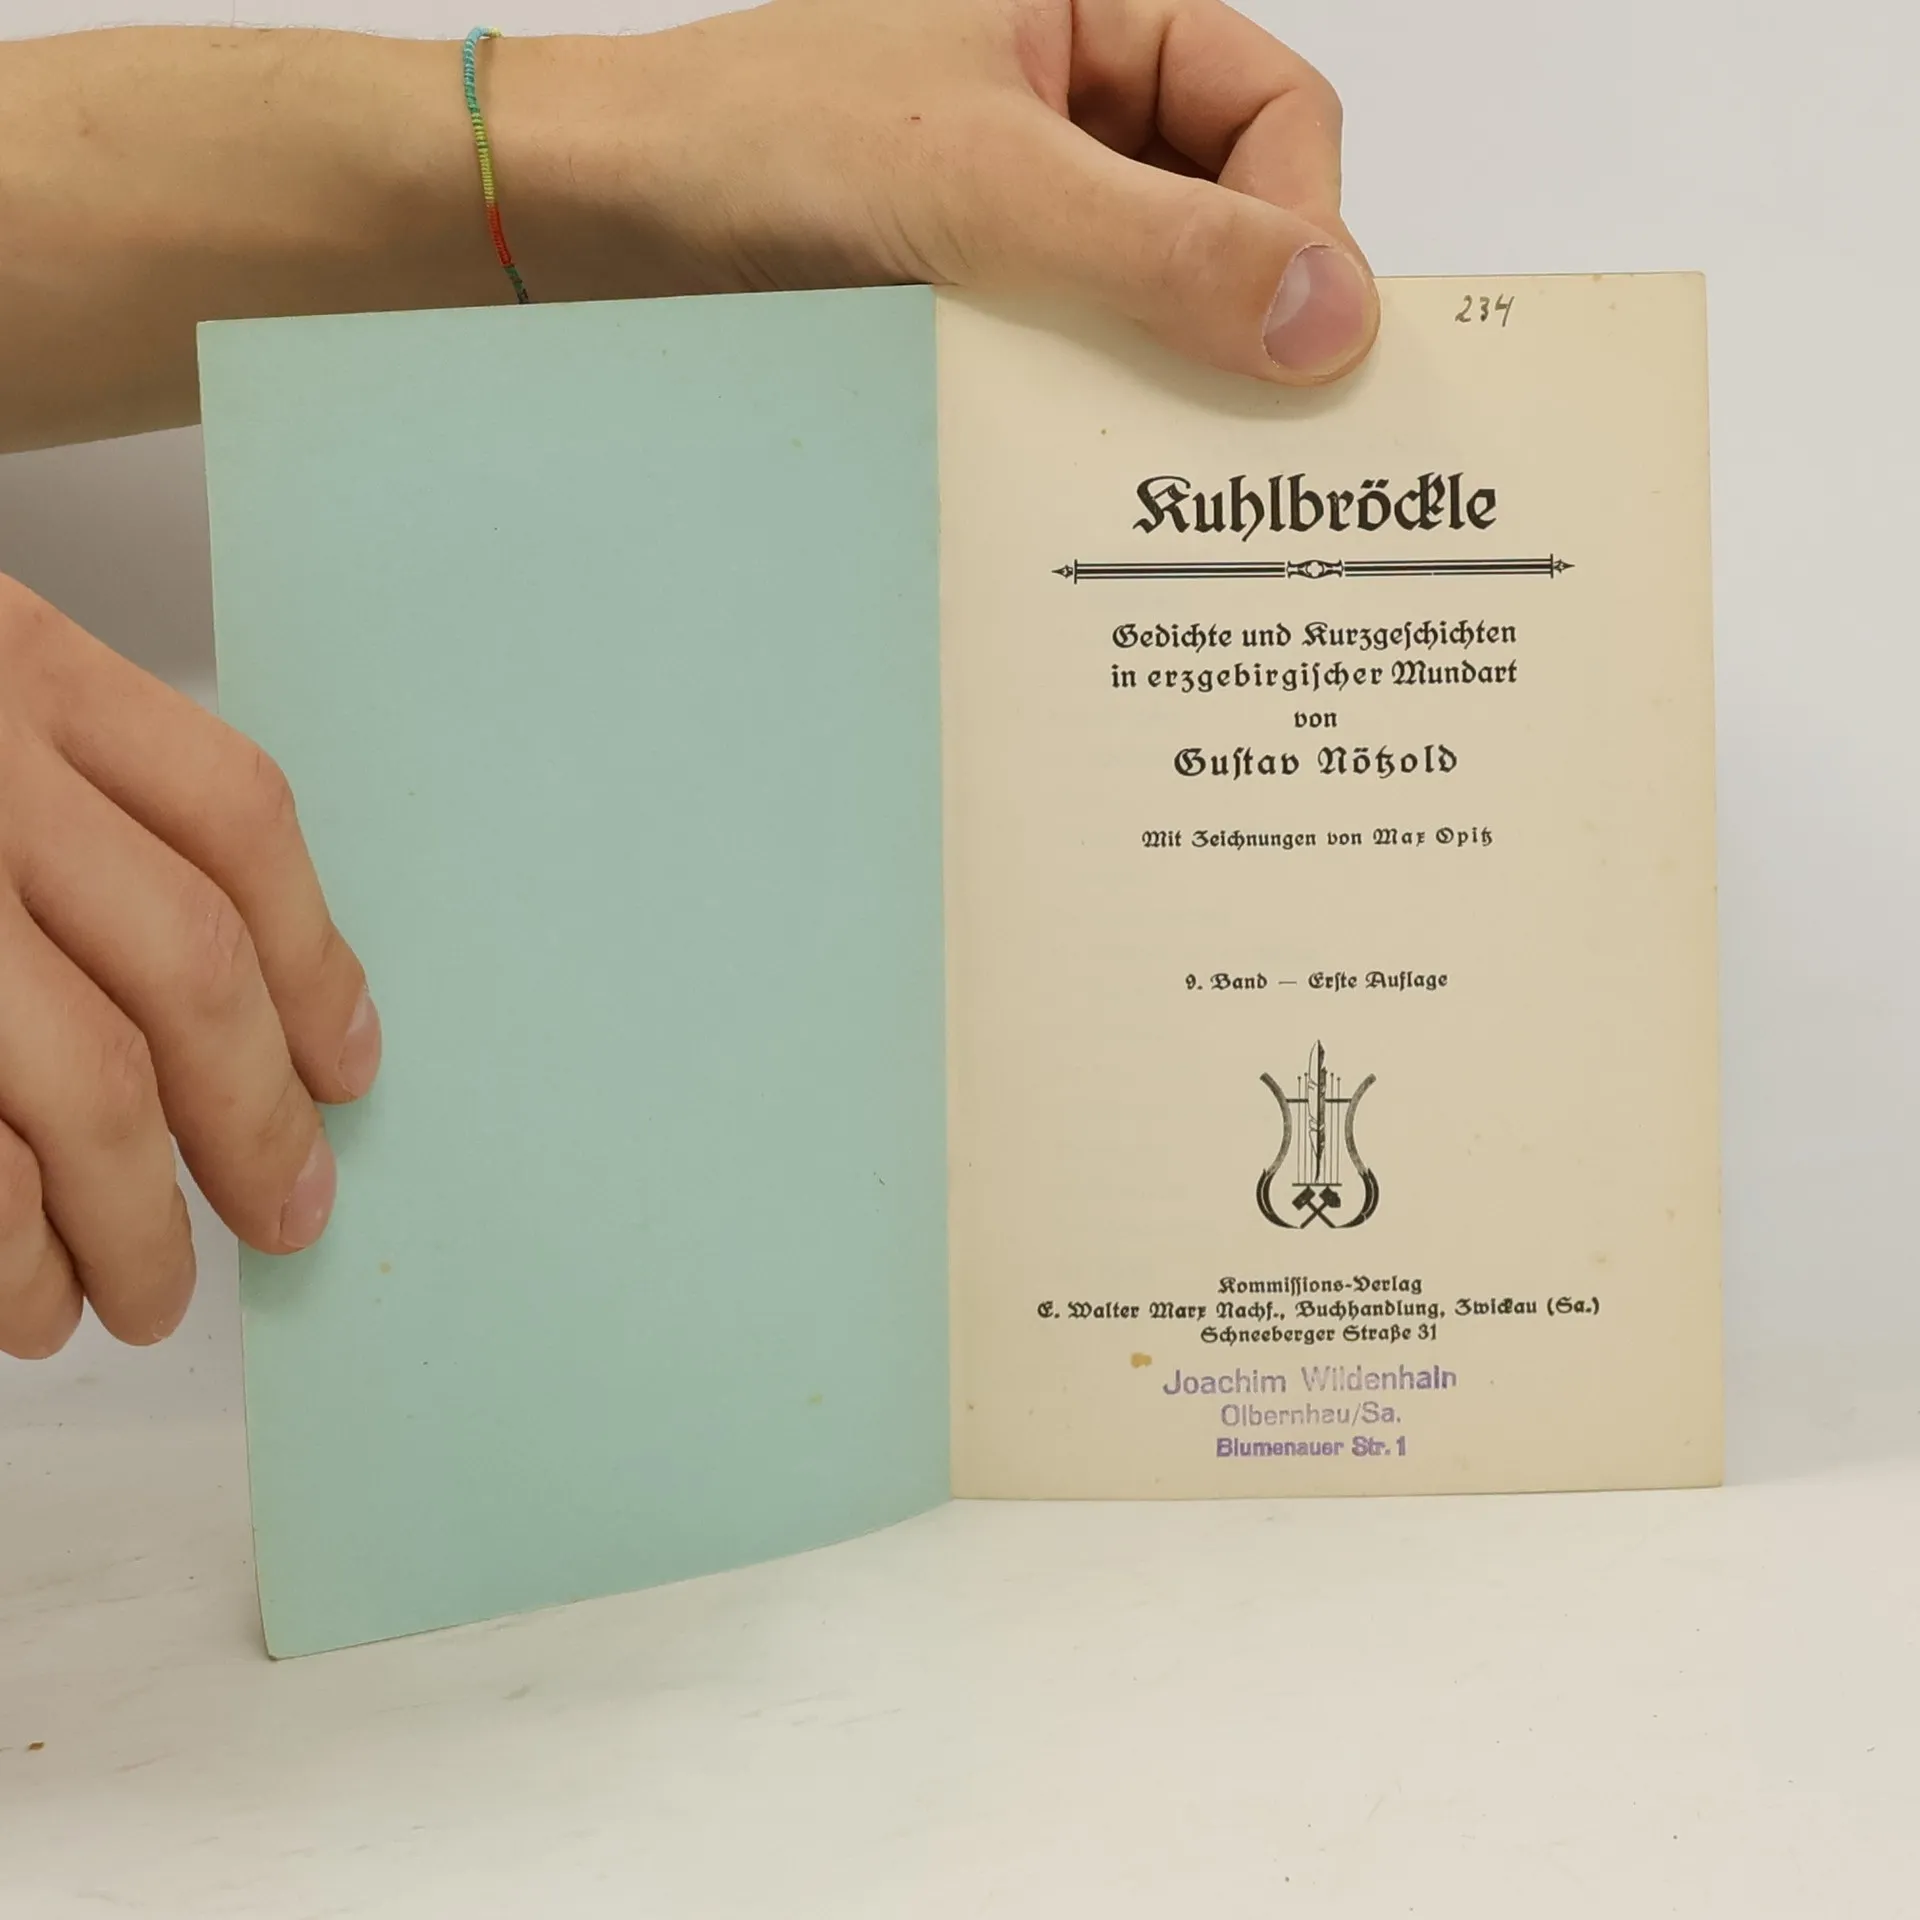 234
Kuhlbröckle
Gedichte und Kurzgeſchichten
in erzgebirgiſcher Mundart
von
Guſtav Nötzold
Mit Zeichnungen von Max Opitz
9. Band — Erſte Auflage
Kommiſſions-Verlag
E. Walter Marx Nachf., Buchhandlung, Zwickau (Sa.)
Schneeberger Straße 31
Joachim Wildenhain
Olbernhau/Sa.
Blumenauer Str. 1